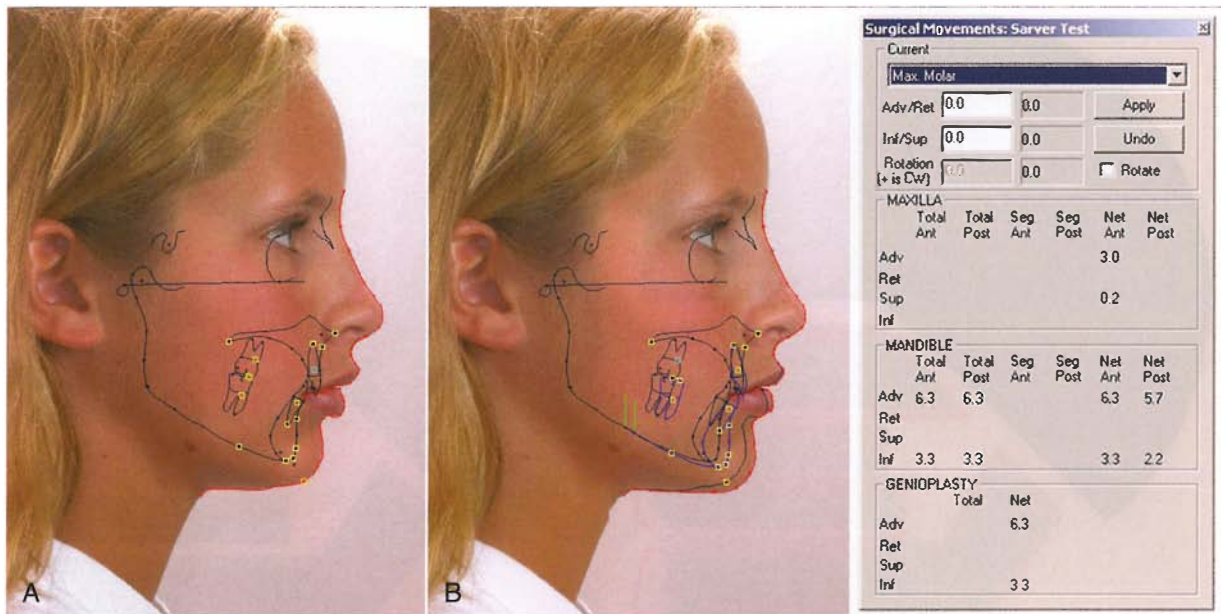 A
B
Surgical Movements: Sarver Test
Current
Max. Molar
Adv/Ret 0.0 0.0 Apply
Inf/Sup 0.0 0.0 Undo
Rotation 0.0 0.0 Rotate
(+ is CW)
MAXILLA
Total Total Seg Seg Net Net
Ant Post Ant Post Ant Post
Adv 3.0
Ret
Sup 0.2
Inf
MANDIBLE
Total Total Seg Seg Net Net
Ant Post Ant Post Ant Post
Adv 6.3 6.3 6.3 5.7
Ret
Sup
Inf 3.3 3.3 3.3 2.2
GENIOPLASTY
Total Net
Adv 6.3
Ret
Sup
Inf 3.3